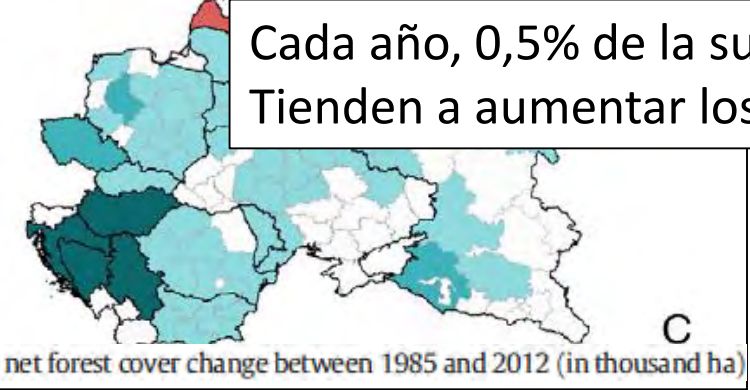 Cada año, 0,5% de la su
Tienden a aumentar los
C
net forest cover change between 1985 and 2012 (in thousand ha)